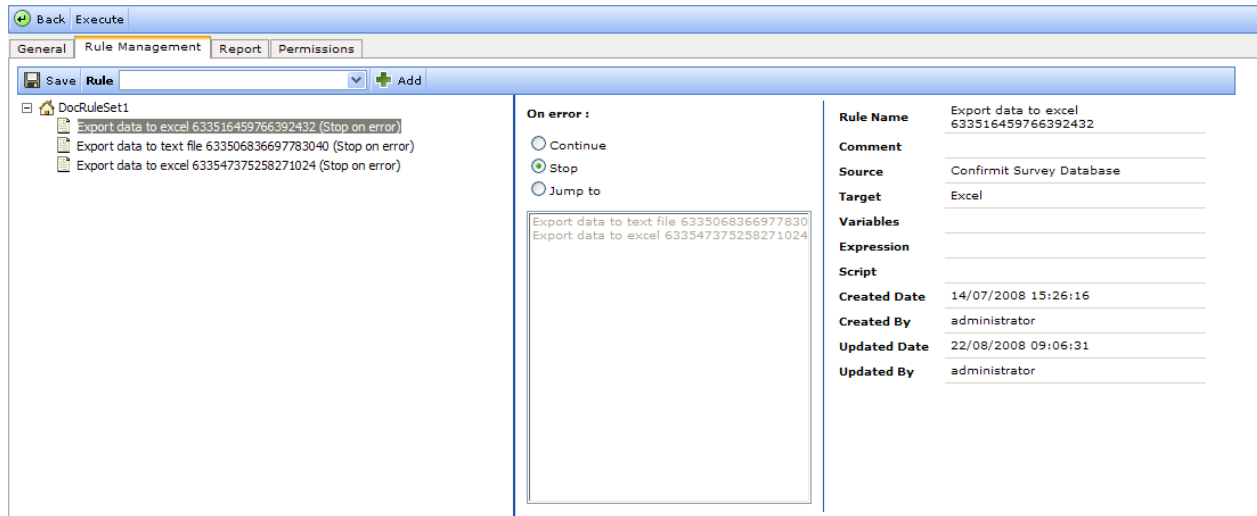 Back Execute
General Rule Management Report Permissions
Save Rule Add
DocRuleSet1
Export data to excel 633516459766392432 (Stop on error)
Export data to text file 633506836697783040 (Stop on error)
Export data to excel 633547375258271024 (Stop on error)
On error :
Continue
Stop
Jump to
Export data to text file 6335068366977830
Export data to excel 633547375258271024
Rule Name Export data to excel
633516459766392432
Comment
Source Confirmit Survey Database
Target Excel
Variables
Expression
Script
Created Date 14/07/2008 15:26:16
Created By administrator
Updated Date 22/08/2008 09:06:31
Updated By administrator